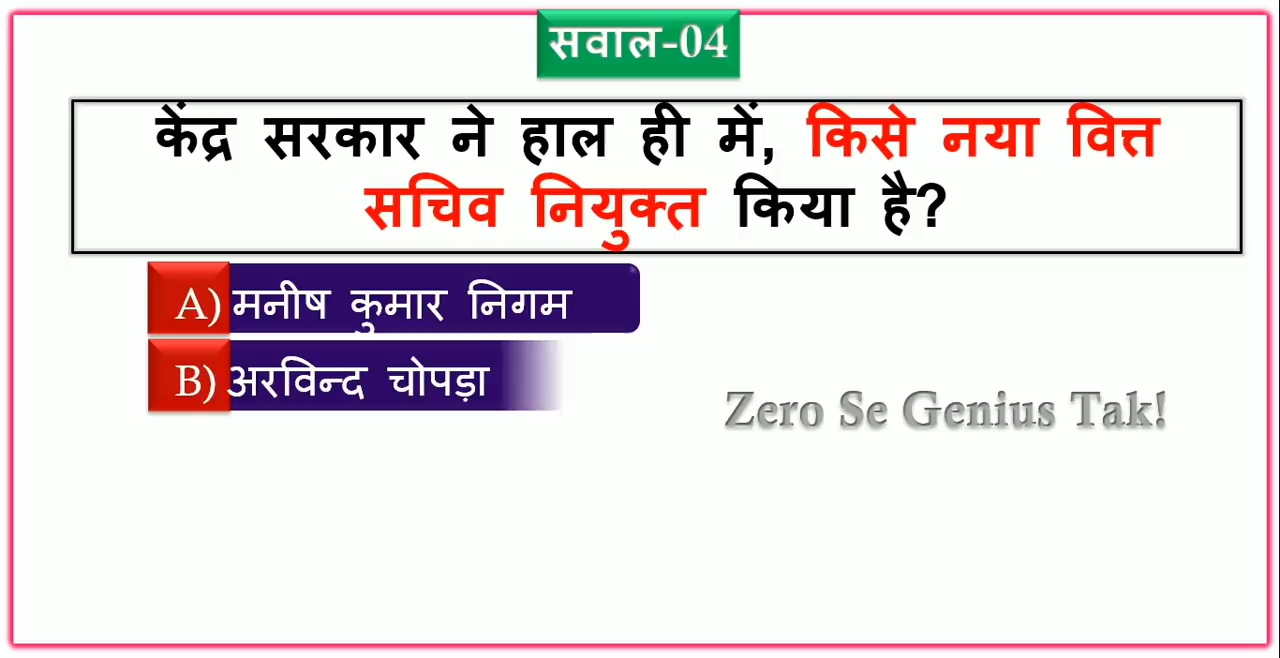 सवाल-04
केंद्र सरकार ने हाल ही में, किसे नया वित्त
सचिव नियुक्त किया है?
A) मनीष कुमार निगम
B) अरविन्द चोपड़ा
Zero Se Genius Tak!